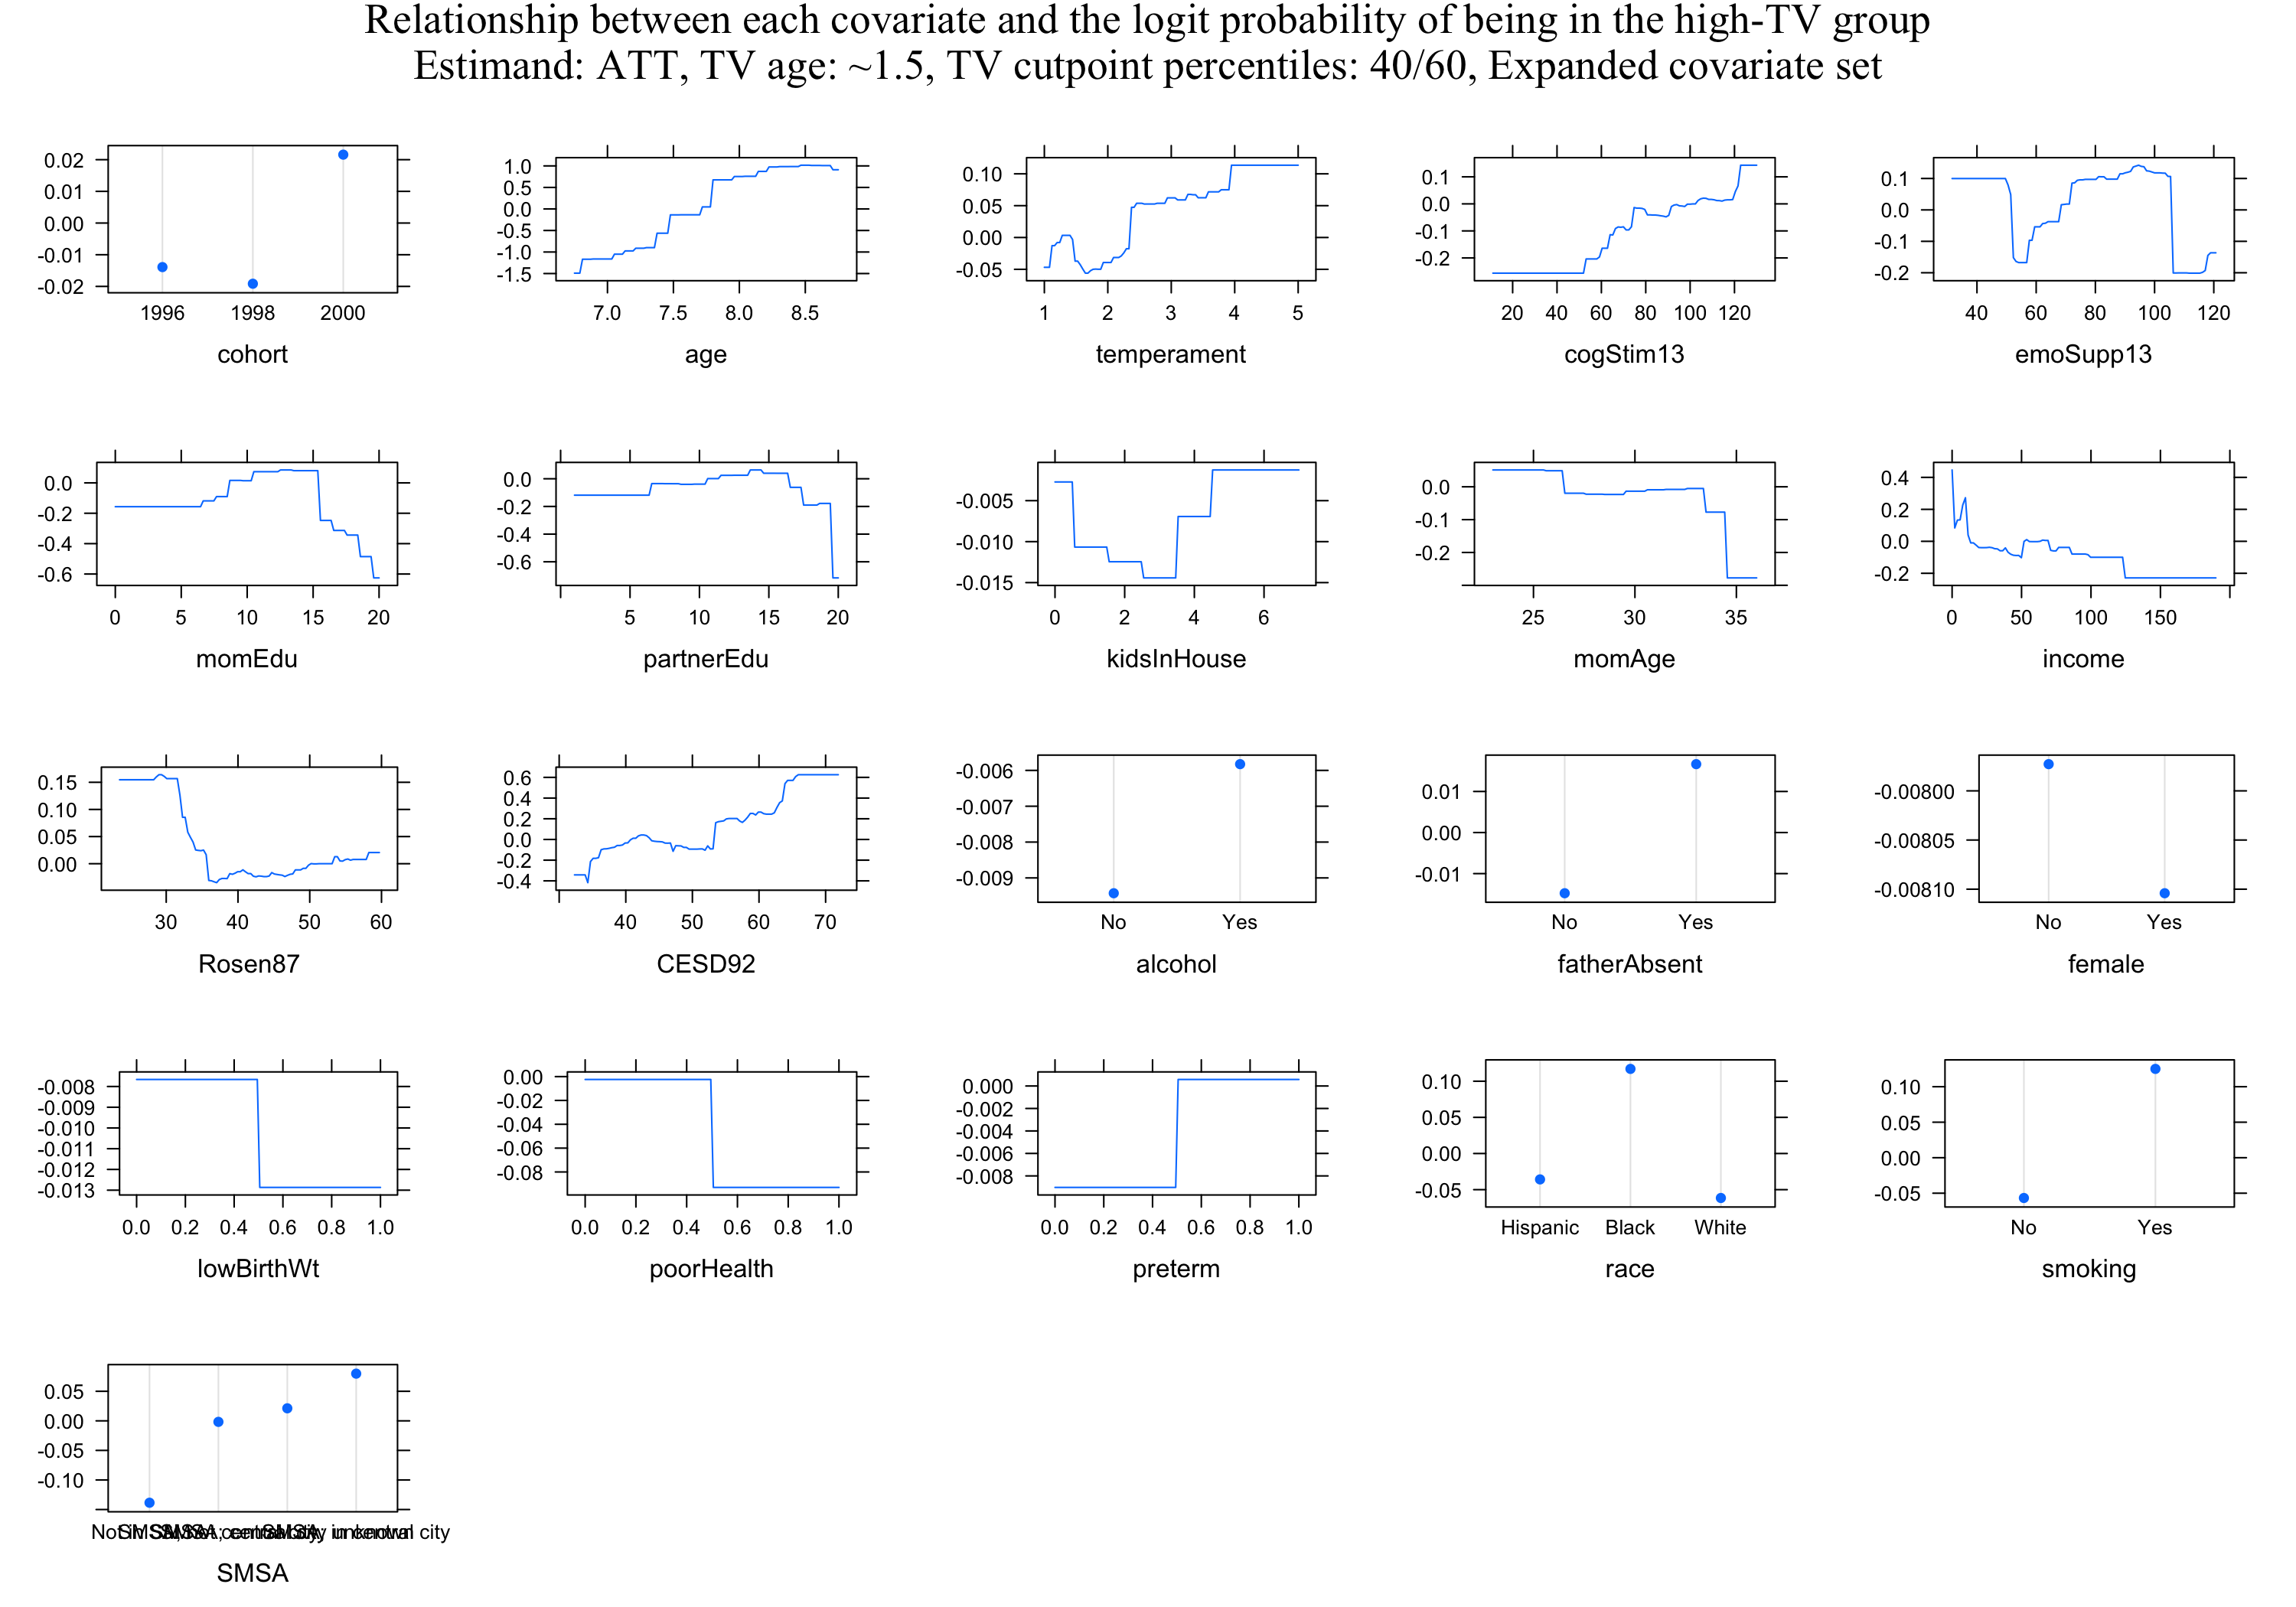 Relationship between each covariate and the logit probability of being in the high-TV group
Estimand: ATT, TV age: ~1.5, TV cutpoint percentiles: 40/60, Expanded covariate set
0.02
0.01
0.00
-0.01
-0.02
1996 1998 2000
cohort
1.0
0.5
0.0
-0.5
-1.0
-1.5
7.0 7.5 8.0 8.5
age
0.10
0.05
0.00
-0.05
1 2 3 4 5
temperament
0.1
0.0
-0.1
-0.2
20 40 60 80 100 120
cogStim13
0.1
0.0
-0.1
-0.2
40 60 80 100 120
emoSupp13
0.0
-0.2
-0.4
-0.6
0 5 10 15 20
momEdu
0.0
-0.2
-0.4
-0.6
5 10 15 20
partnerEdu
-0.005
-0.010
-0.015
0 2 4 6
kidsInHouse
0.0
-0.1
-0.2
25 30 35
momAge
0.4
0.2
0.0
-0.2
0 50 100 150
income
0.15
0.10
0.05
0.00
30 40 50 60
Rosen87
0.6
0.4
0.2
0.0
-0.2
-0.4
40 50 60 70
CESD92
-0.006
-0.007
-0.008
-0.009
No Yes
alcohol
0.01
0.00
-0.01
No Yes
fatherAbsent
-0.00800
-0.00805
-0.00810
No Yes
female
-0.008
-0.009
-0.010
-0.011
-0.012
-0.013
0.0 0.2 0.4 0.6 0.8 1.0
lowBirthWt
0.00
-0.02
-0.04
-0.06
-0.08
0.0 0.2 0.4 0.6 0.8 1.0
poorHealth
0.000
-0.002
-0.004
-0.006
-0.008
0.0 0.2 0.4 0.6 0.8 1.0
preterm
0.10
0.05
0.00
-0.05
Hispanic Black White
race
0.10
0.05
0.00
-0.05
No Yes
smoking
0.05
0.00
-0.05
-0.10
SMSA